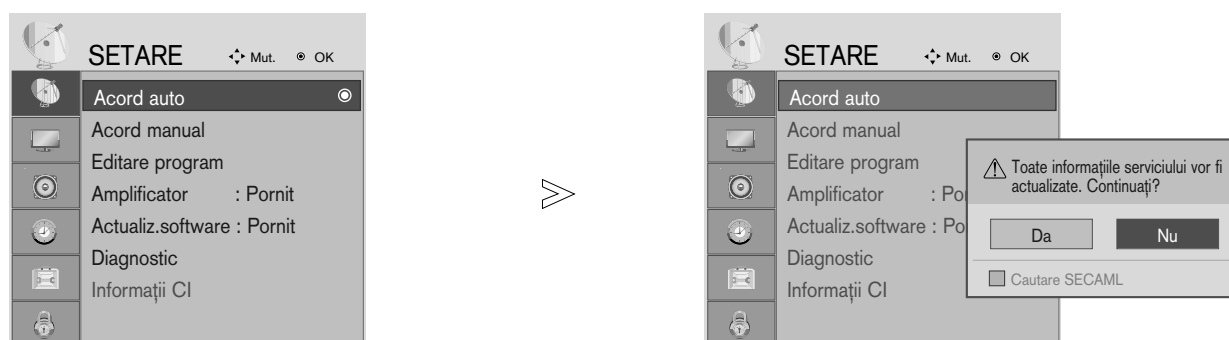 SETARE Mut. OK
Acord auto
Acord manual
Editare program
Amplificator : Pornit
Actualiz.software : Pornit
Diagnostic
Informații CI
SETARE Mut. OK
Acord auto
Acord manual
Editare program
Amplificator : Po
Actualiz.software : Po
Diagnostic
Informații CI
Toate informațiile serviciului vor fi
actualizate. Continuați?
Da Nu
Cautare SECAML